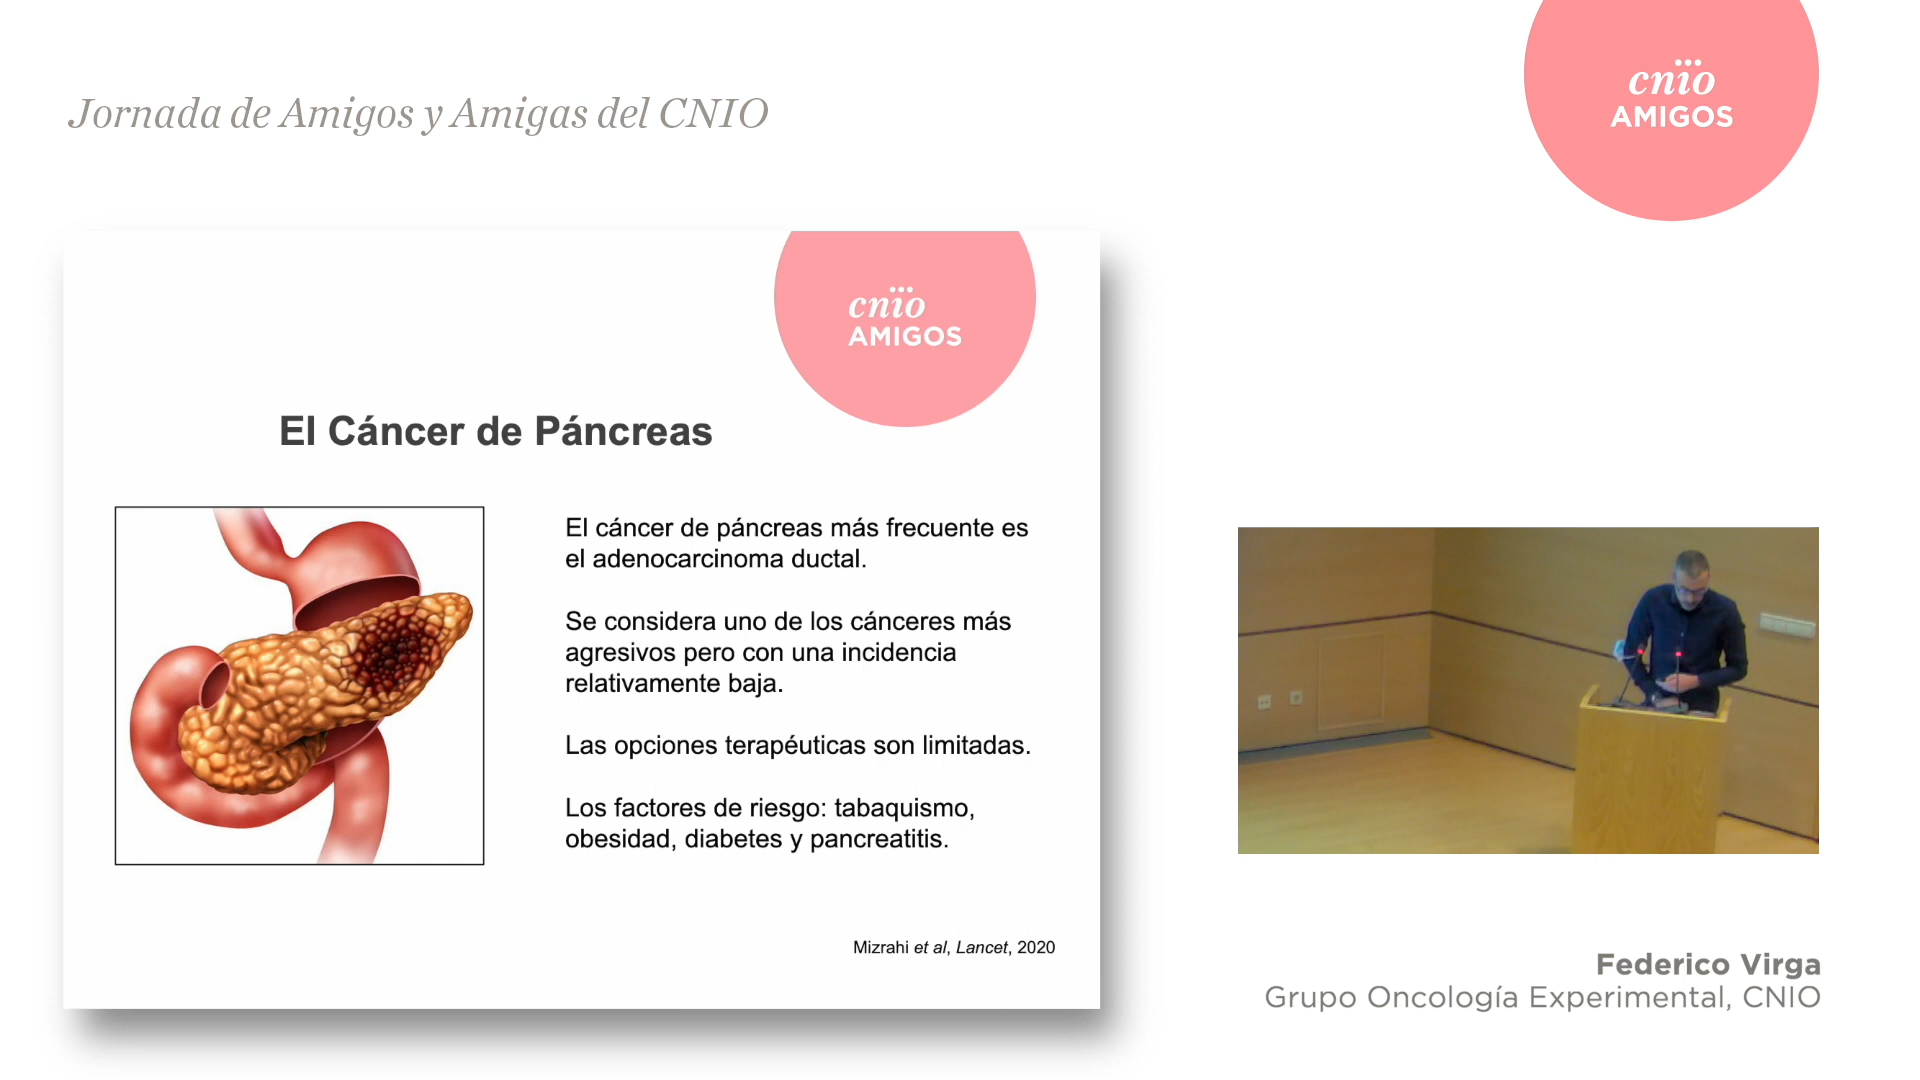 Jornada de Amigos y Amigas del CNIO
cnio
AMIGOS
cnio
AMIGOS
El Cáncer de Páncreas
El cáncer de páncreas más frecuente es
el adenocarcinoma ductal.
Se considera uno de los cánceres más
agresivos pero con una incidencia
relativamente baja.
Las opciones terapéuticas son limitadas.
Los factores de riesgo: tabaquismo,
obesidad, diabetes y pancreatitis.
Mizrahi et al, Lancet, 2020
Federico Virga
Grupo Oncología Experimental, CNIO